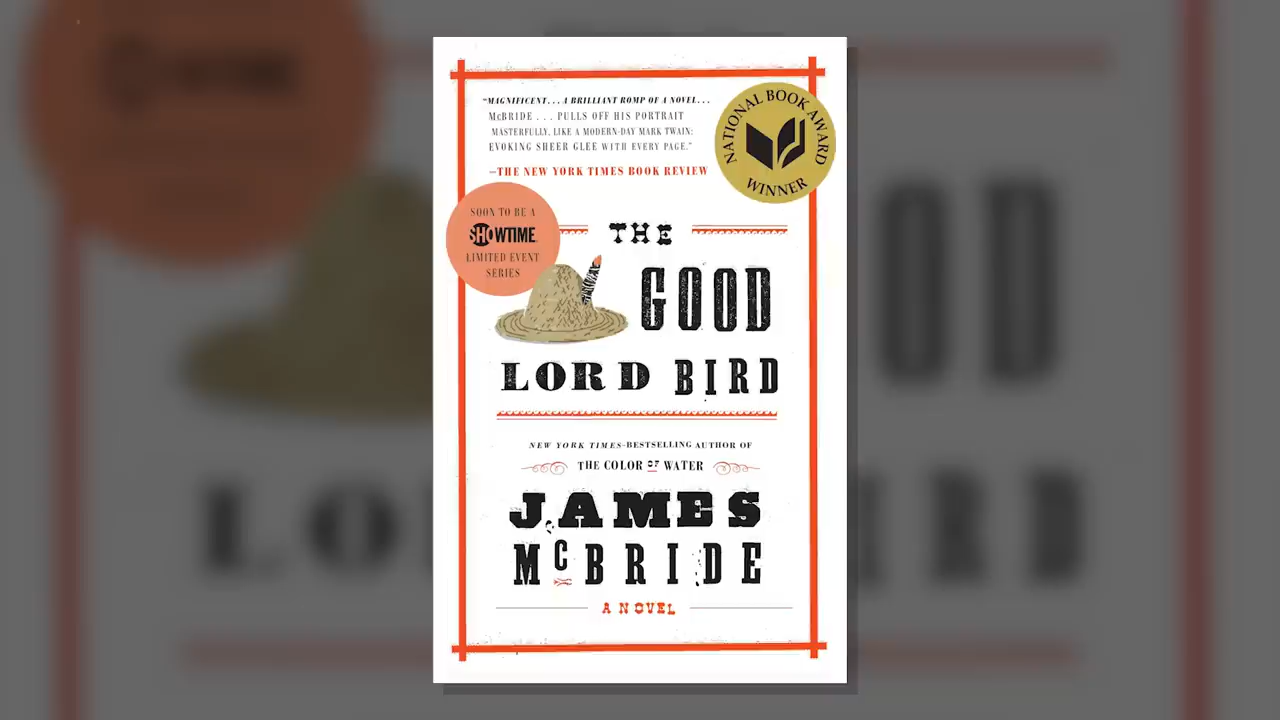 “MAGNIFICENT . . . A BRILLIANT ROMP OF A NOVEL . . .
McBRIDE . . . PULLS OFF HIS PORTRAIT
MASTERFULLY, LIKE A MODERN-DAY MARK TWAIN:
EVOKING SHEER GLEE WITH EVERY PAGE.”
—THE NEW YORK TIMES BOOK REVIEW
NATIONAL BOOK AWARD
WINNER
SOON TO BE A
SHOWTIME
LIMITED EVENT
SERIES
THE
GOOD
LORD BIRD
NEW YORK TIMES–BESTSELLING AUTHOR OF
THE COLOR OF WATER
JAMES
McBRIDE
A NOVEL